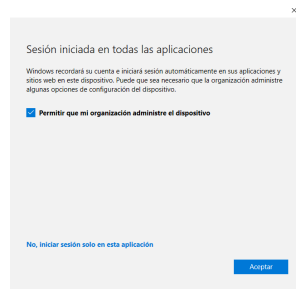 Sesión iniciada en todas las aplicaciones
Windows recordará su cuenta e iniciará sesión automáticamente en sus aplicaciones y
sitios web en este dispositivo. Puede que sea necesario que la organización administre
algunas opciones de configuración del dispositivo.
Permitir que mi organización administre el dispositivo
No, iniciar sesión solo en esta aplicación
Aceptar